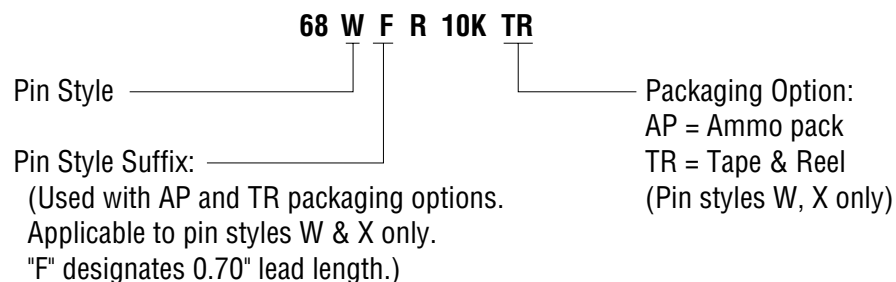 68 W F R 10K TR
Pin Style
Packaging Option:
AP = Ammo pack
TR = Tape & Reel
(Pin styles W, X only)
Pin Style Suffix:
(Used with AP and TR packaging options.
Applicable to pin styles W & X only.
"F" designates 0.70" lead length.)